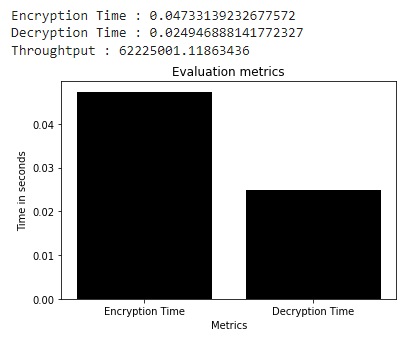 Encryption Time : 0.04733139232677572
Decryption Time : 0.024946888141772327
Throughtput : 62225001.11863436
Evaluation metrics
Time in seconds
0.04
0.03
0.02
0.01
0.00
Encryption Time
Decryption Time
Metrics